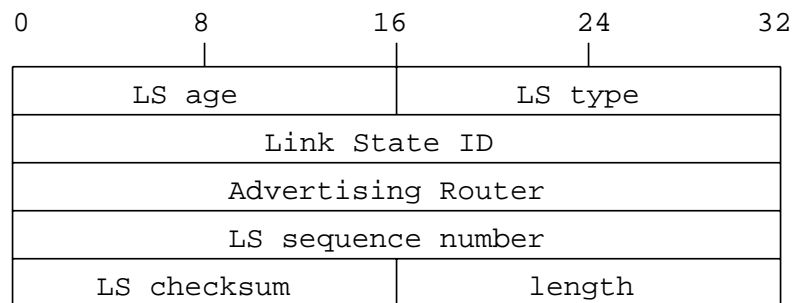 0 8 16 24 32
LS age LS type
Link State ID
Advertising Router
LS sequence number
LS checksum length